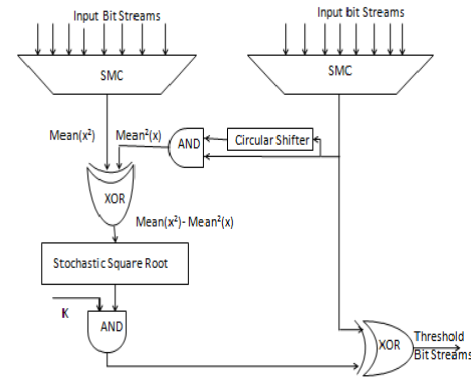 Input Bit Streams
Input bit Streams
SMC
SMC
Mean(x²)
Mean²(x)
AND
Circular Shifter
XOR
Mean(x²)- Mean²(x)
Stochastic Square Root
K
AND
XOR
Threshold
Bit Streams